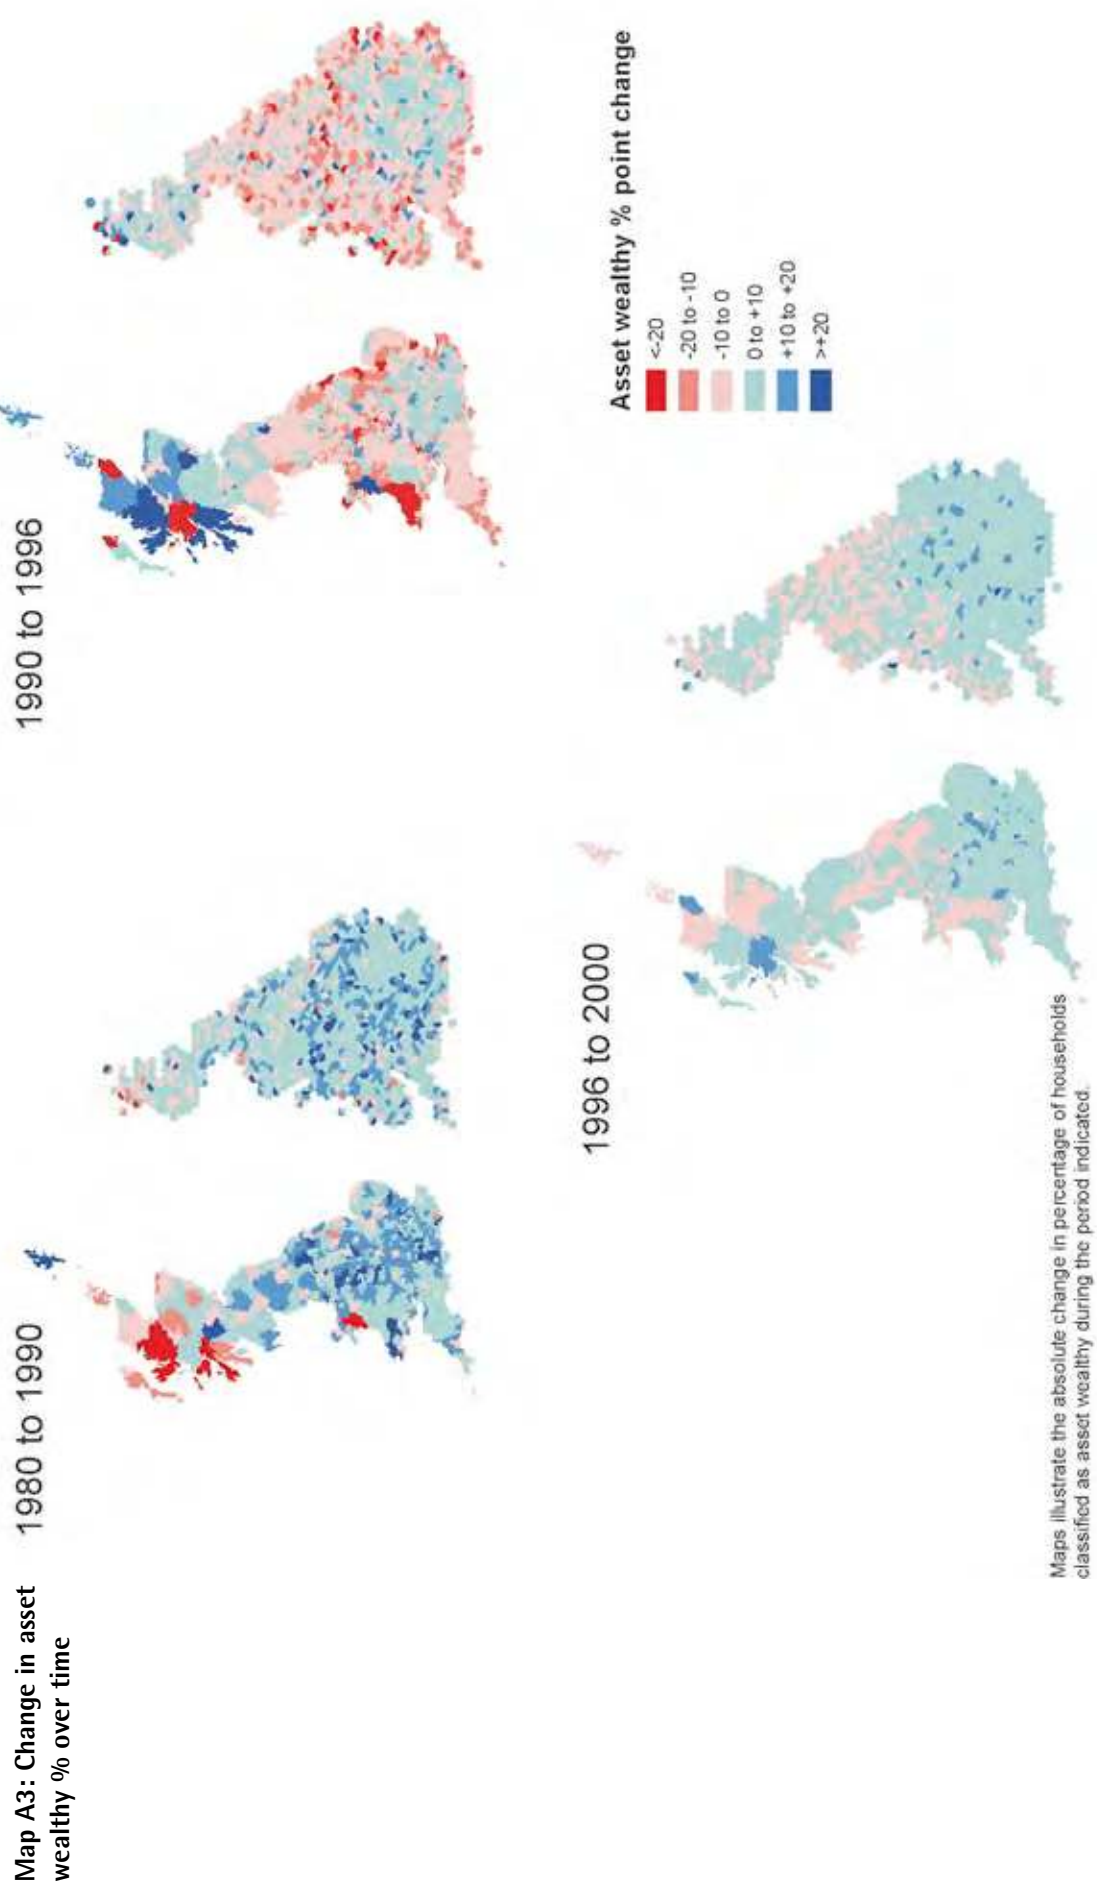 Map A3: Change in asset
wealthy % over time
1980 to 1990
1990 to 1996
1996 to 2000
Asset wealthy % point change
<-20
-20 to -10
-10 to 0
0 to +10
+10 to +20
>+20
Maps illustrate the absolute change in percentage of households
classified as asset wealthy during the period indicated.